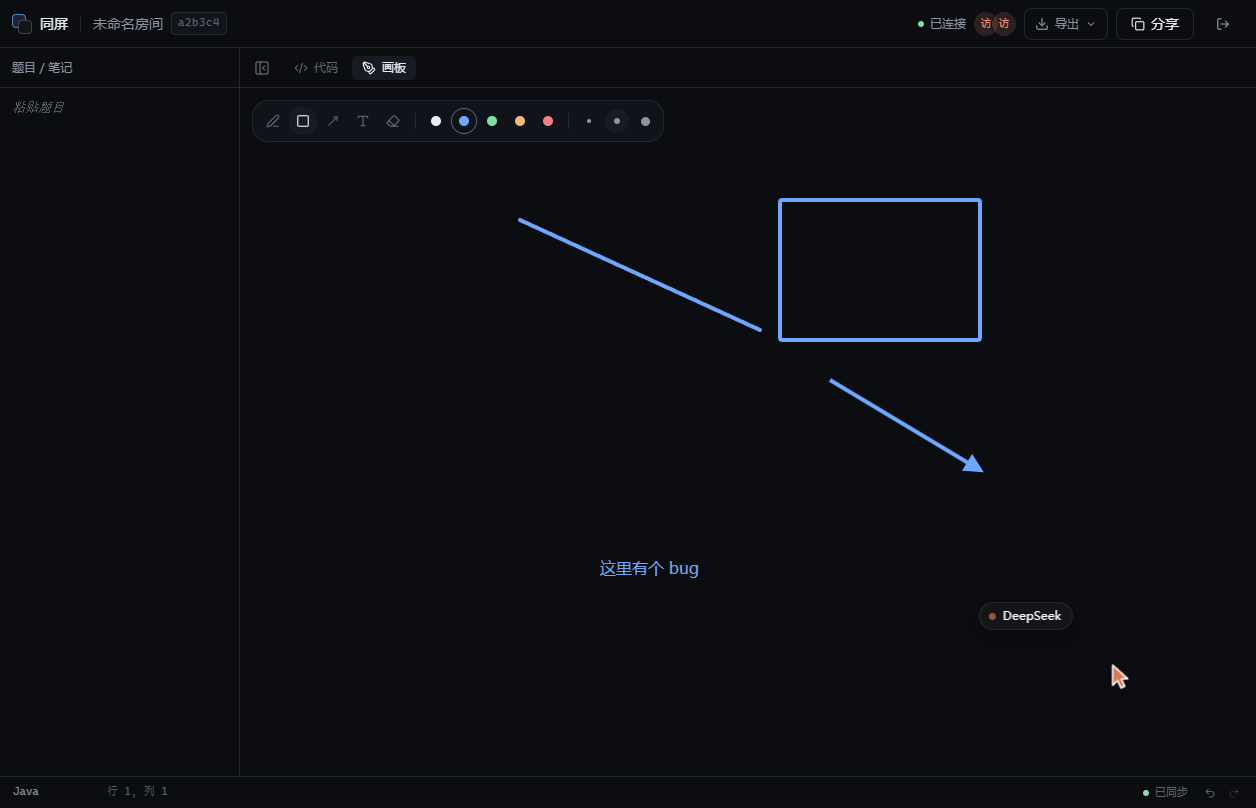 同屏
未命名房间
a2b3c4
已连接
访 访
导出
分享
题目 / 笔记
代码
画板
粘贴题目
这里有个 bug
DeepSeek
Java
行 1, 列 1
已同步